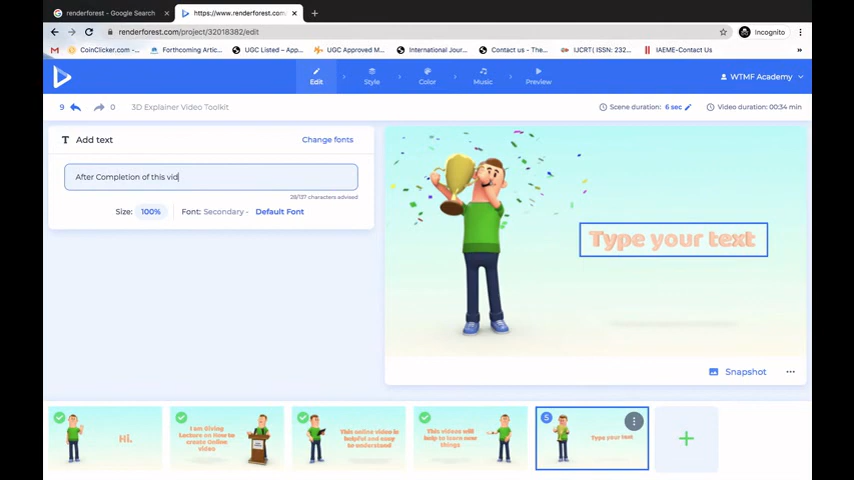 renderforest - Google Search
https://www.renderforest.com
renderforest.com/project/32018382/edit
Incognito
CoinClicker.com -...
Forthcoming Artic...
UGC Listed – App...
UGC Approved M...
International Jour...
Contact us - The...
IJCRT( ISSN: 232...
IAEME-Contact Us
Edit
Style
Color
Music
Preview
WTMF Academy
9
0
3D Explainer Video Toolkit
Scene duration: 6 sec
Video duration: 00:34 min
T Add text
Change fonts
After Completion of this vid
28/137 characters advised
Size: 100%
Font: Secondary -
Default Font
Type your text
Snapshot
Hi.
I am Giving
Lecture on How to
create Online
video
This online video is
helpful and easy
to understand
This videos will
help to learn new
things
5
Type your text